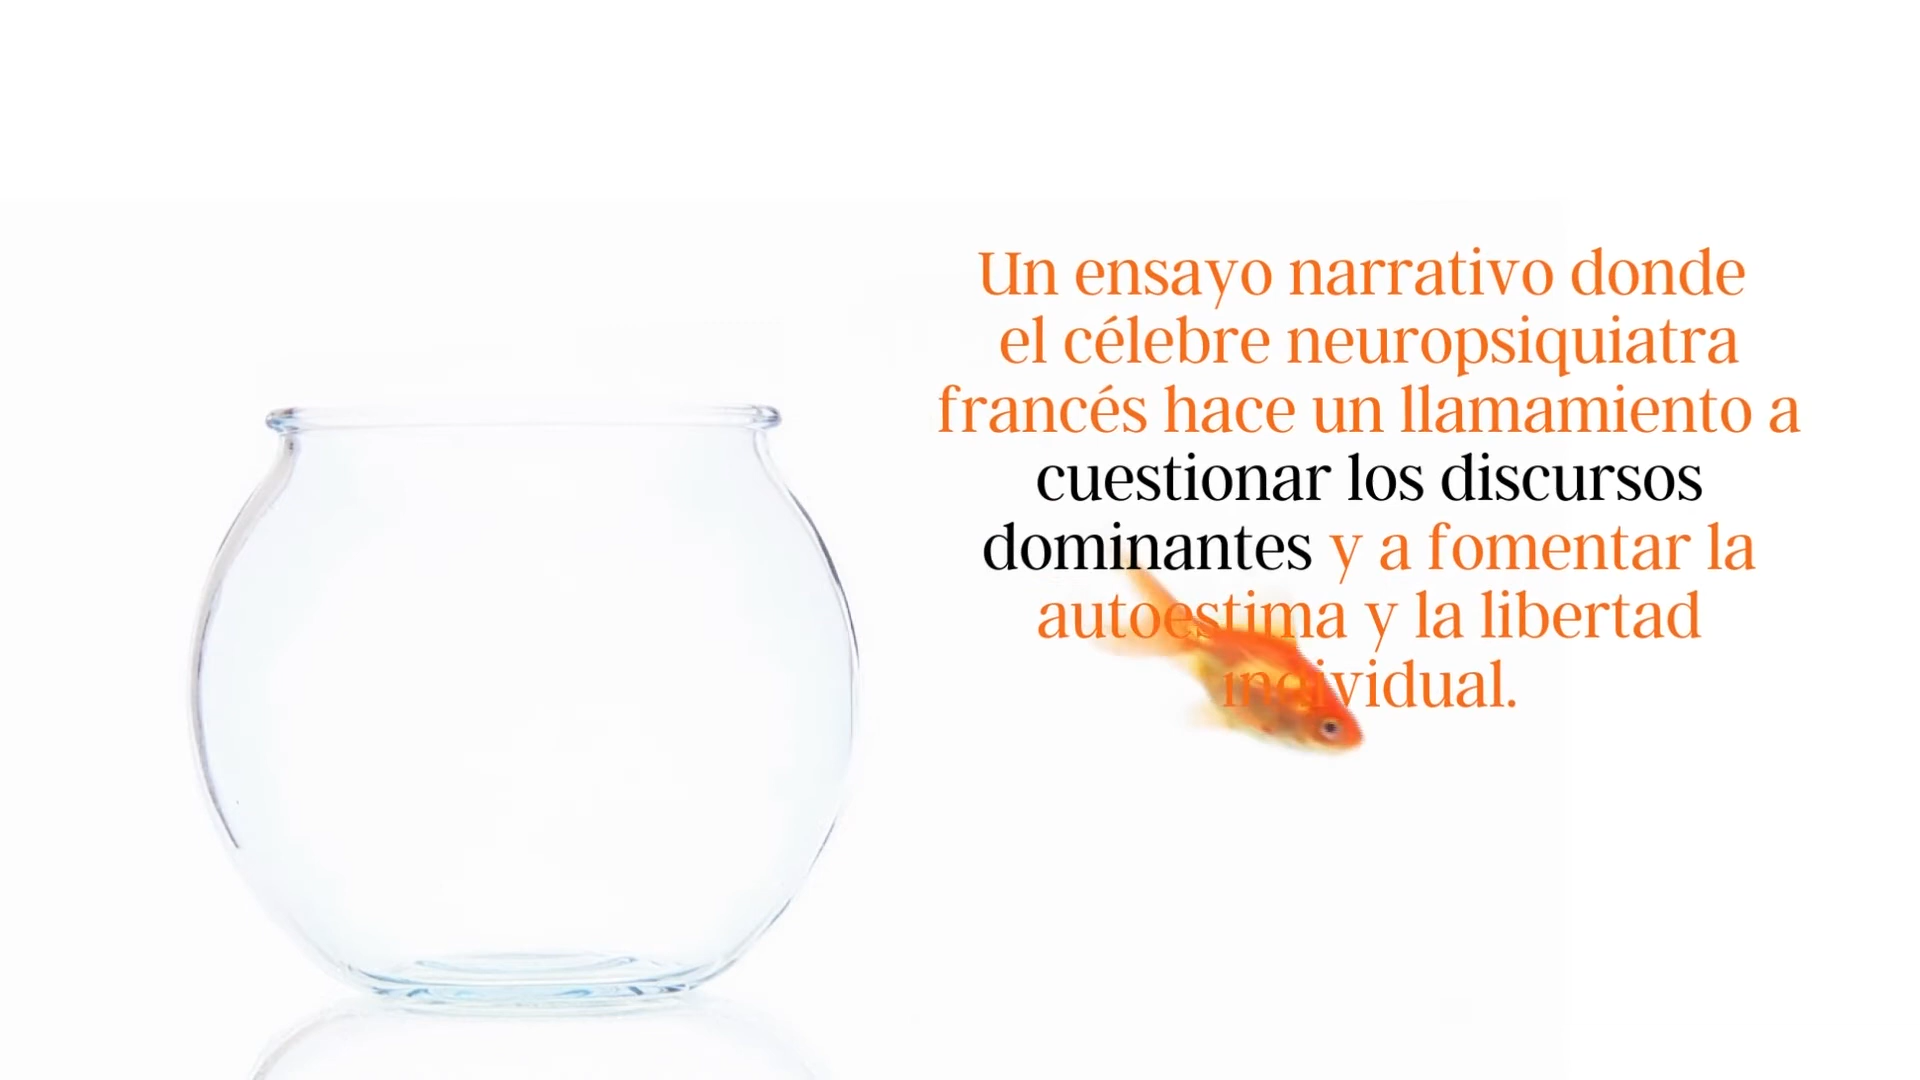 Un ensayo narrativo donde
el célebre neuropsiquiatra
francés hace un llamamiento a
cuestionar los discursos
dominantes y a fomentar la
autoestima y la libertad
individual.